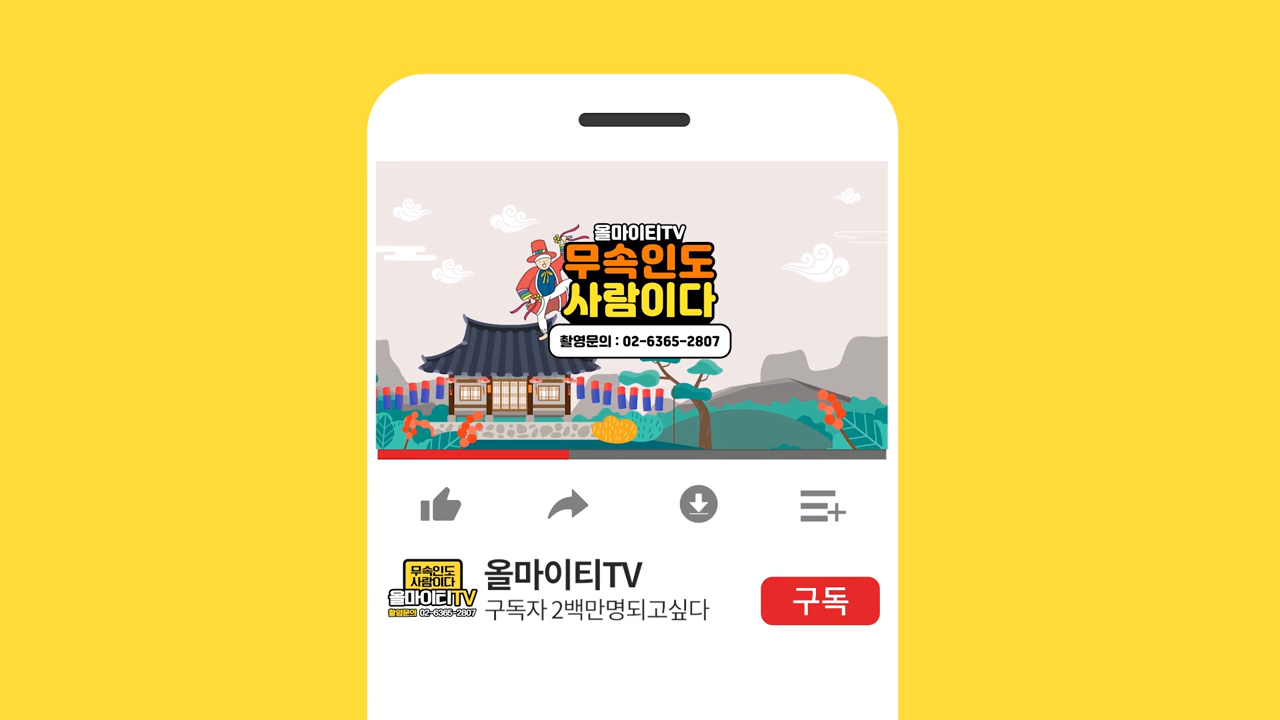 올마이티TV
무속인도
사람이다
촬영문의 : 02-6365-2807
무속인도
사람이다
올마이티TV
촬영문의 02-6365-2807
올마이티TV
구독자 2백만명되고싶다
구독